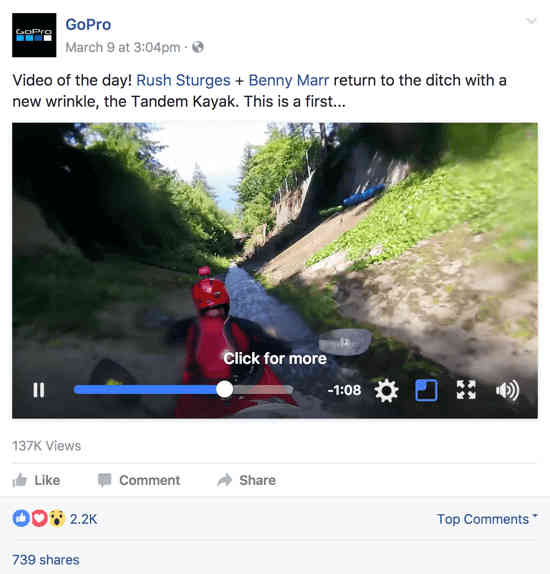 GoPro
GoPro
March 9 at 3:04pm ·
Video of the day! Rush Sturges + Benny Marr return to the ditch with a
new wrinkle, the Tandem Kayak. This is a first...
Click for more
-1:08
137K Views
Like Comment Share
2.2K Top Comments
739 shares